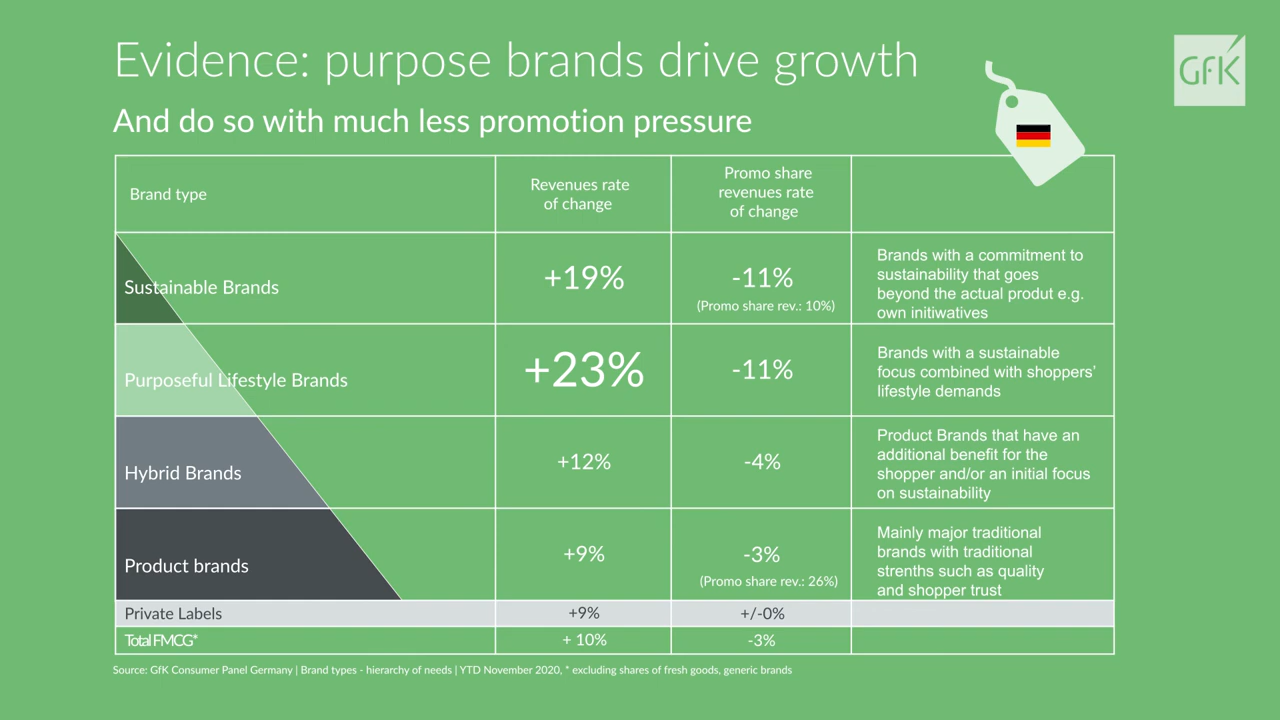 Evidence: purpose brands drive growth
GfK
And do so with much less promotion pressure
Brand type
Revenues rate
of change
Promo share
revenues rate
of change
Sustainable Brands
+19%
-11%
(Promo share rev.: 10%)
Brands with a commitment to
sustainability that goes
beyond the actual produt e.g.
own initiwatives
Purposeful Lifestyle Brands
+23%
-11%
Brands with a sustainable
focus combined with shoppers'
lifestyle demands
Hybrid Brands
+12%
-4%
Product Brands that have an
additional benefit for the
shopper and/or an initial focus
on sustainability
Product brands
+9%
-3%
(Promo share rev.: 26%)
Mainly major traditional
brands with traditional
strenths such as quality
and shopper trust
Private Labels
+9%
+/-0%
Total FMCG*
+ 10%
-3%
Source: GfK Consumer Panel Germany | Brand types - hierarchy of needs | YTD November 2020, * excluding shares of fresh goods, generic brands